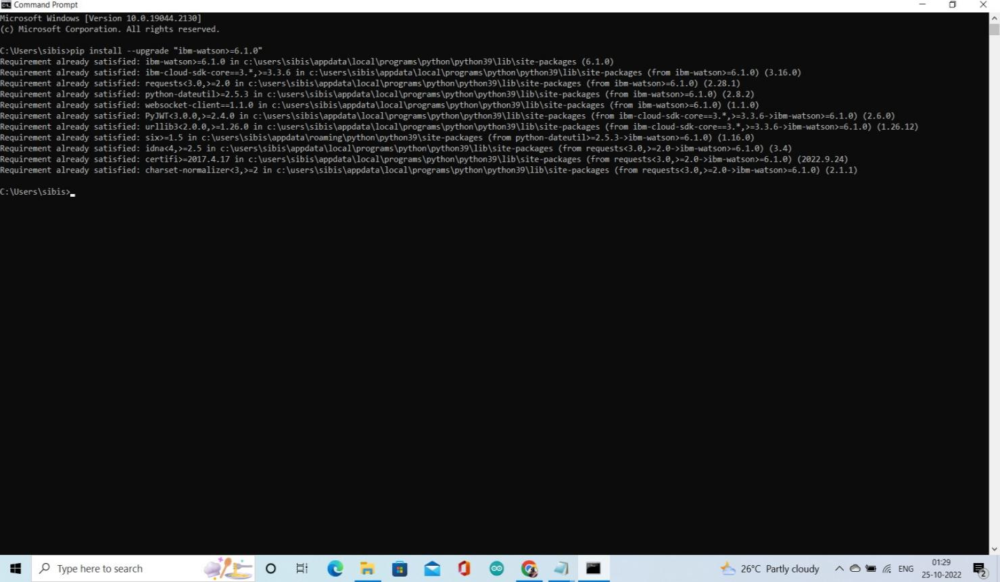 Command Prompt
Microsoft Windows [Version 10.0.19044.2130]
(c) Microsoft Corporation. All rights reserved.
C:\Users\sibis>pip install --upgrade "ibm-watson>=6.1.0"
Requirement already satisfied: ibm-watson>=6.1.0 in c:\users\sibis\appdata\local\programs\python\python39\lib\site-packages (6.1.0)
Requirement already satisfied: ibm-cloud-sdk-core==3.*,>=3.3.6 in c:\users\sibis\appdata\local\programs\python\python39\lib\site-packages (from ibm-watson>=6.1.0) (3.16.0)
Requirement already satisfied: requests<3.0,>=2.0 in c:\users\sibis\appdata\local\programs\python\python39\lib\site-packages (from ibm-watson>=6.1.0) (2.28.1)
Requirement already satisfied: python-dateutil>=2.5.3 in c:\users\sibis\appdata\local\programs\python\python39\lib\site-packages (from ibm-watson>=6.1.0) (2.8.2)
Requirement already satisfied: websocket-client==1.1.0 in c:\users\sibis\appdata\local\programs\python\python39\lib\site-packages (from ibm-watson>=6.1.0) (1.1.0)
Requirement already satisfied: PyJWT<3.0.0,>=2.4.0 in c:\users\sibis\appdata\local\programs\python\python39\lib\site-packages (from ibm-cloud-sdk-core==3.*,>=3.3.6->ibm-watson>=6.1.0) (2.6.0)
Requirement already satisfied: urllib3<2.0.0,>=1.26.0 in c:\users\sibis\appdata\local\programs\python\python39\lib\site-packages (from ibm-cloud-sdk-core==3.*,>=3.3.6->ibm-watson>=6.1.0) (1.26.12)
Requirement already satisfied: six>=1.5 in c:\users\sibis\appdata\roaming\python\python39\site-packages (from python-dateutil>=2.5.3->ibm-watson>=6.1.0) (1.16.0)
Requirement already satisfied: idna<4,>=2.5 in c:\users\sibis\appdata\local\programs\python\python39\lib\site-packages (from requests<3.0,>=2.0->ibm-watson>=6.1.0) (3.4)
Requirement already satisfied: certifi>=2017.4.17 in c:\users\sibis\appdata\local\programs\python\python39\lib\site-packages (from requests<3.0,>=2.0->ibm-watson>=6.1.0) (2022.9.24)
Requirement already satisfied: charset-normalizer<3,>=2 in c:\users\sibis\appdata\local\programs\python\python39\lib\site-packages (from requests<3.0,>=2.0->ibm-watson>=6.1.0) (2.1.1)
C:\Users\sibis>
Type here to search
26°C Partly cloudy
ENG
01:29
25-10-2022
2